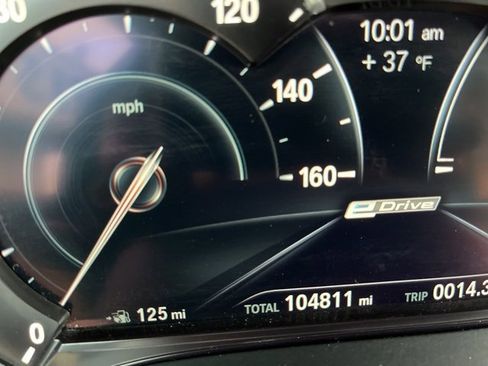 120
10:01 am
+ 37 °F
mph
140
160
eDrive
125 mi
TOTAL 104811 mi
TRIP 0014.3
0